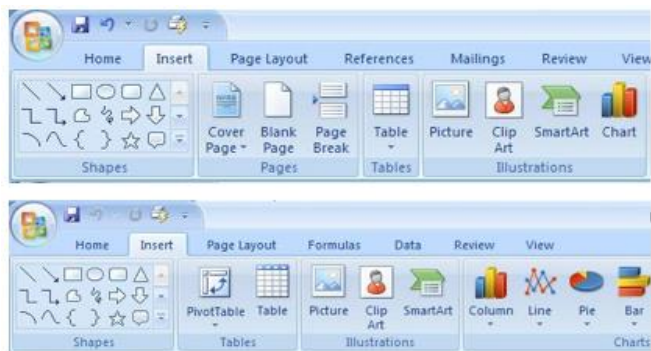 Home Insert Page Layout References Mailings Review View
Cover Page Blank Page Page Break Table Picture Clip Art SmartArt Chart
Shapes Pages Tables Illustrations
Home Insert Page Layout Formulas Data Review View
PivotTable Table Picture Clip Art SmartArt Column Line Pie Bar
Shapes Tables Illustrations Charts